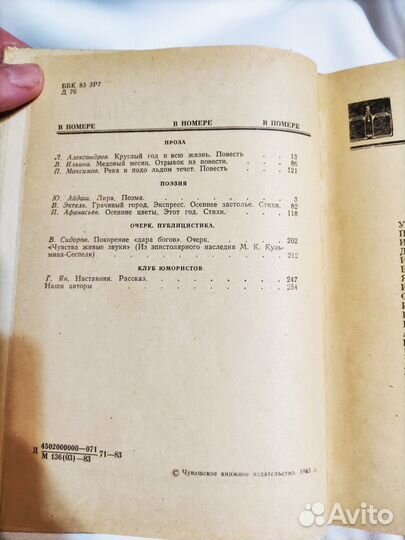 ББК 83 3Р7
Д 76
В НОМЕРЕ В НОМЕРЕ В НОМЕРЕ
ПРОЗА
Л. Александров. Круглый год и всю жизнь. Повесть . . 13
В. Ильина. Медовый месяц. Отрывок из повести. . . 86
П. Максимов. Река и подо льдом течет. Повесть . . 121
ПОЭЗИЯ
Ю. Айдаш. Лира. Поэма. . . . . . . 3
В. Эктель. Грачиный город. Экспресс. Осеннее застолье. Стихи. 82
П. Афанасьев. Осенние цветы. Этот год. Стихи. . . . 118
ОЧЕРК. ПУБЛИЦИСТИКА.
В. Сидоров. Покорение «дара богов». Очерк. . . . 202
«Чувства живые звуки» (Из эпистолярного наследия М. К. Кузь-
мина-Сеспеля) . . . . . . . 212
КЛУБ ЮМОРИСТОВ
Г. Ян. Наставник. Рассказ. . . . . . 247
Наши авторы . . . . . . . 254
Д 4502000000—071 71—83
М 136(03)—83
© Чувашское книжное издательство, 1983 г.
Avito